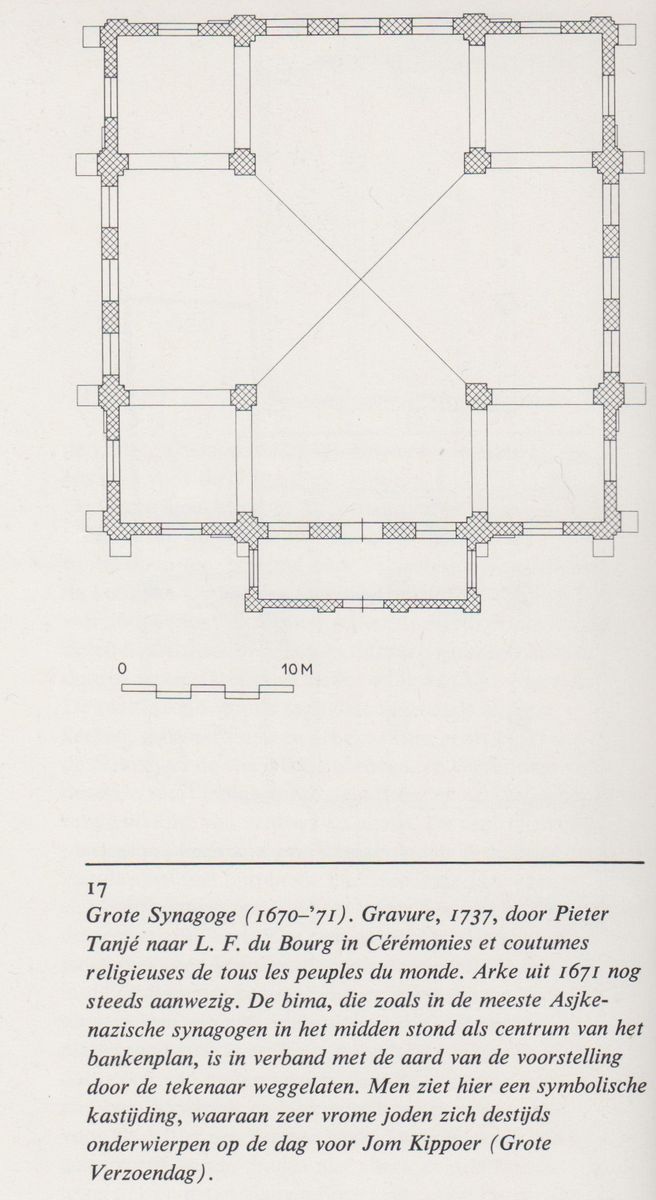 0 10 M
17
Grote Synagoge (1670–’71). Gravure, 1737, door Pieter
Tanjé naar L. F. du Bourg in Cérémonies et coutumes
religieuses de tous les peuples du monde. Arke uit 1671 nog
steeds aanwezig. De bima, die zoals in de meeste Asjke-
nazische synagogen in het midden stond als centrum van het
bankenplan, is in verband met de aard van de voorstelling
door de tekenaar weggelaten. Men ziet hier een symbolische
kastijding, waaraan zeer vrome joden zich destijds
onderwierpen op de dag voor Jom Kippoer (Grote
Verzoendag).